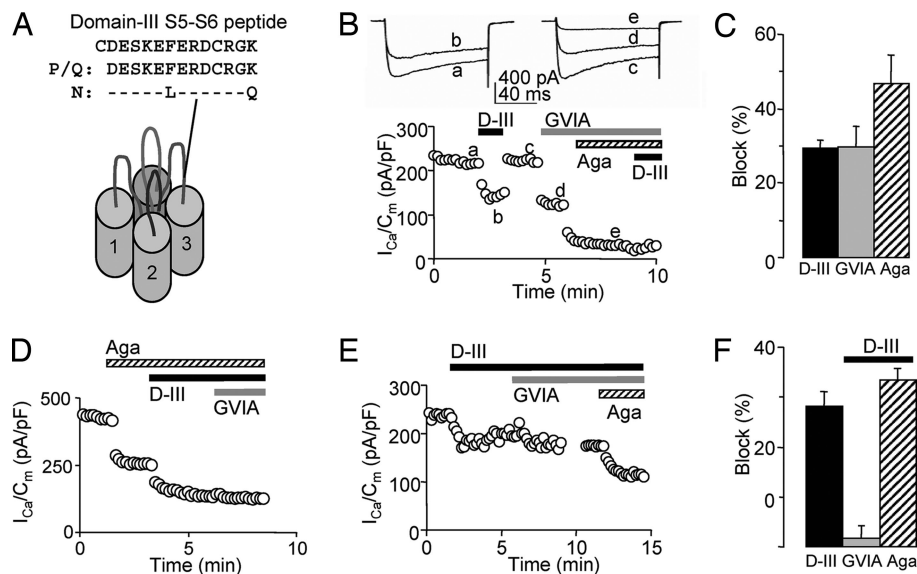 A
Domain-III S5-S6 peptide
CDESKEFERDCRGK
P/Q: DESKEFERDCRGK
N: ------L------Q
1
2
3
B
b
a
e
d
c
400 pA
40 ms
D-III
GVIA
Aga
D-III
300
200
100
0
a
b
c
d
e
I_Ca/C_m (pA/pF)
0
5
10
Time (min)
C
60
40
20
0
Block (%)
D-III GVIA Aga
D
Aga
D-III
GVIA
500
250
0
I_Ca/C_m (pA/pF)
0
5
10
Time (min)
E
D-III
GVIA
Aga
300
200
100
0
I_Ca/C_m (pA/pF)
0
5
10
15
Time (min)
F
D-III
40
20
0
Block (%)
D-III GVIA Aga